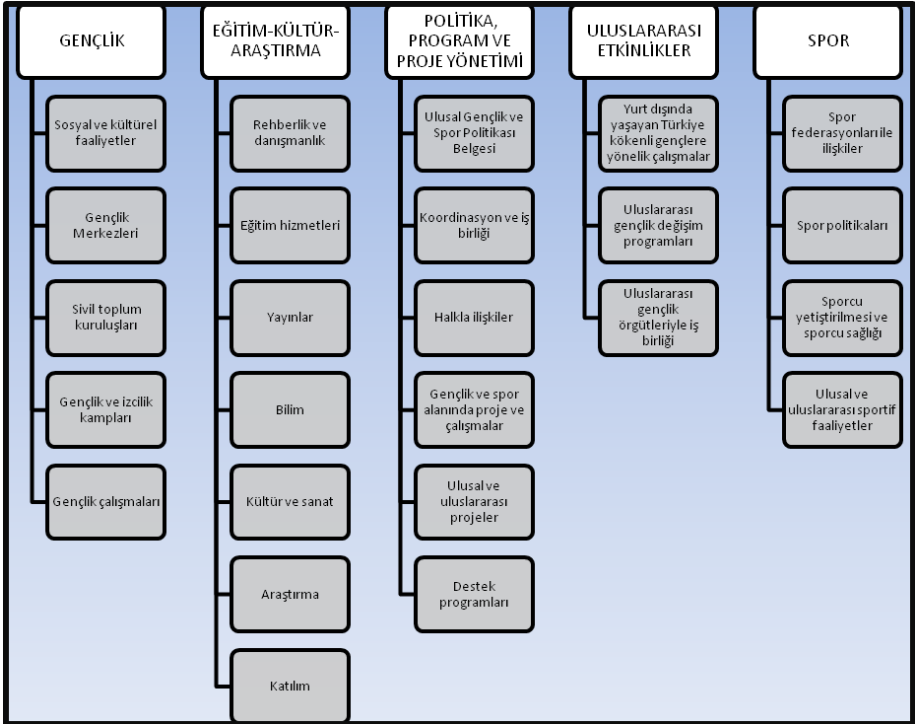 GENÇLİK
Sosyal ve kültürel
faaliyetler
Gençlik
Merkezleri
Sivil toplum
kuruluşları
Gençlik ve izcilik
kampları
Gençlik çalışmaları
EĞİTİM-KÜLTÜR-
ARAŞTIRMA
Rehberlik ve
danışmanlık
Eğitim hizmetleri
Yayınlar
Bilim
Kültür ve sanat
Araştırma
Katılım
POLİTİKA,
PROGRAM VE
PROJE YÖNETİMİ
Ulusal Gençlik ve
Spor Politikası
Belgesi
Koordinasyon ve iş
birliği
Halkla ilişkiler
Gençlik ve spor
alanında proje ve
çalışmalar
Ulusal ve
uluslararası
projeler
Destek
programları
ULUSLARARASI
ETKİNLİKLER
Yurt dışında
yaşayan Türkiye
kökenli gençlere
yönelik çalışmalar
Uluslararası
gençlik değişim
programları
Uluslararası
gençlik
örgütleriyle iş
birliği
SPOR
Spor
federasyonları ile
ilişkiler
Spor politikaları
Sporcu
yetiştirilmesi ve
sporcu sağlığı
Ulusal ve
uluslararası sportif
faaliyetler